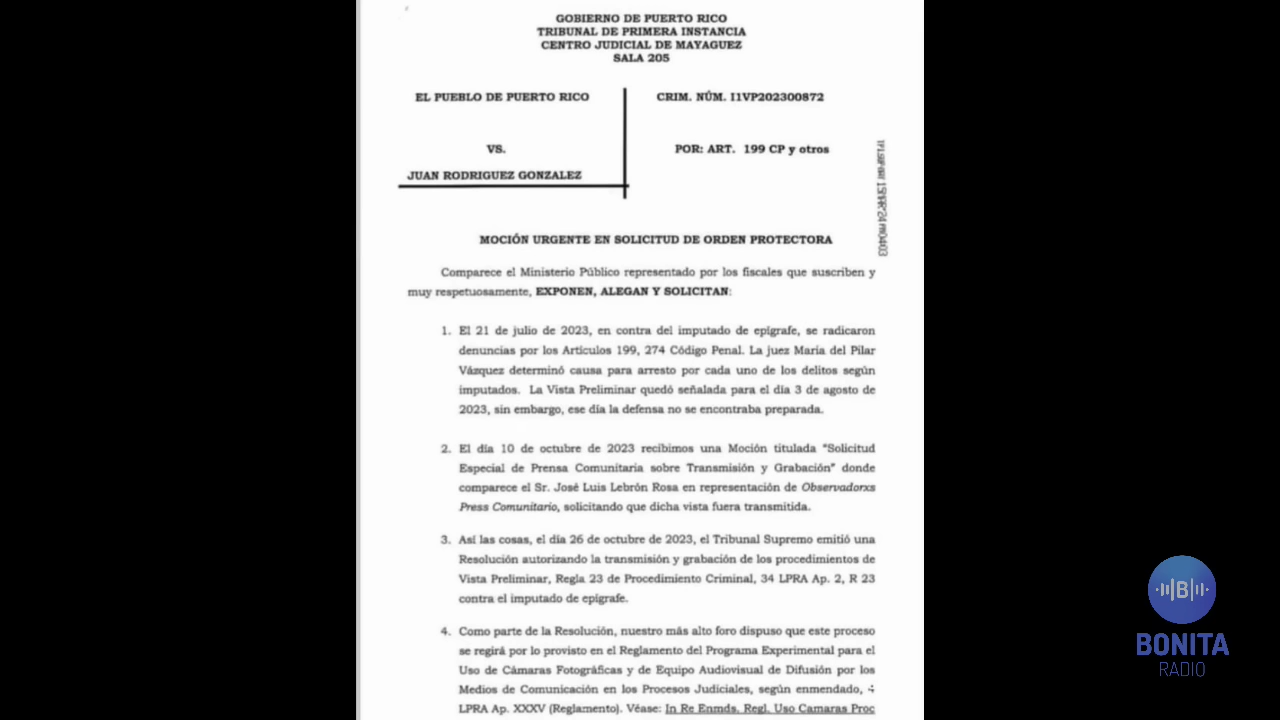 GOBIERNO DE PUERTO RICO
TRIBUNAL DE PRIMERA INSTANCIA
CENTRO JUDICIAL DE MAYAGUEZ
SALA 205
EL PUEBLO DE PUERTO RICO
VS.
JUAN RODRIGUEZ GONZALEZ
CRIM. NÚM. I1VP202300872
POR: ART. 199 CP y otros
MOCIÓN URGENTE EN SOLICITUD DE ORDEN PROTECTORA
Comparece el Ministerio Público representado por los fiscales que suscriben y
muy respetuosamente, EXPONEN, ALEGAN Y SOLICITAN:
1. El 21 de julio de 2023, en contra del imputado de epígrafe, se radicaron
denuncias por los Artículos 199, 274 Código Penal. La juez Maria del Pilar
Vázquez determinó causa para arresto por cada uno de los delitos según
imputados. La Vista Preliminar quedó señalada para el día 3 de agosto de
2023, sin embargo, ese día la defensa no se encontraba preparada.
2. El día 10 de octubre de 2023 recibimos una Moción titulada "Solicitud
Especial de Prensa Comunitaria sobre Transmisión y Grabación" donde
comparece el Sr. José Luis Lebrón Rosa en representación de Observadorxs
Press Comunitario, solicitando que dicha vista fuera transmitida.
3. Así las cosas, el día 26 de octubre de 2023, el Tribunal Supremo emitió una
Resolución autorizando la transmisión y grabación de los procedimientos de
Vista Preliminar, Regla 23 de Procedimiento Criminal, 34 LPRA Ap. 2, R 23
contra el imputado de epígrafe.
4. Como parte de la Resolución, nuestro más alto foro dispuso que este proceso
se regirá por lo provisto en el Reglamento del Programa Experimental para el
Uso de Cámaras Fotográficas y de Equipo Audiovisual de Difusión por los
Medios de Comunicación en los Procesos Judiciales, según enmendado, 4
LPRA Ap. XXXV (Reglamento). Véase: In Re Enmds. Regl. Uso Camaras Proc
B
BONITA
RADIO